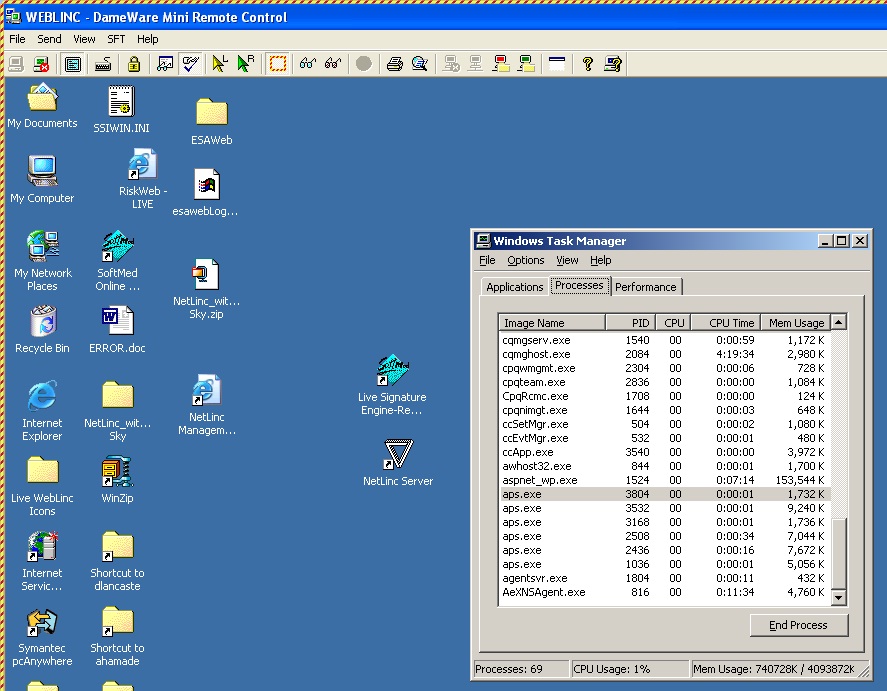 WEBLINC - DameWare Mini Remote Control
File Send View SFT Help
My Documents
SSIWIN.INI
ESAWeb
My Computer
RiskWeb -
LIVE
esawebLog...
My Network
Places
SoftMed
Online ...
NetLinc_wit...
Sky.zip
Recycle Bin
ERROR.doc
Internet
Explorer
NetLinc_wit...
Sky
NetLinc
Managem...
Live Signature
Engine-Re...
NetLinc Server
Live WebLinc
Icons
WinZip
Internet
Servic...
Shortcut to
dlancaste
Symantec
pcAnywhere
Shortcut to
ahamade
Windows Task Manager
File Options View Help
Applications Processes Performance
Image Name PID CPU CPU Time Mem Usage
cqmgserv.exe 1540 00 0:00:59 1,172 K
cqmghost.exe 2084 00 4:19:34 2,980 K
cpqwmgmt.exe 2304 00 0:00:06 728 K
cpqteam.exe 2836 00 0:00:00 1,084 K
CpqRcmc.exe 1708 00 0:00:00 124 K
cpqnimgt.exe 1644 00 0:00:03 648 K
ccSetMgr.exe 504 00 0:00:02 1,080 K
ccEvtMgr.exe 532 00 0:00:01 480 K
ccApp.exe 3540 00 0:00:00 3,972 K
awhost32.exe 844 00 0:00:01 1,700 K
aspnet_wp.exe 1524 00 0:07:14 153,544 K
aps.exe 3804 00 0:00:01 1,732 K
aps.exe 3532 00 0:00:01 9,240 K
aps.exe 3168 00 0:00:01 1,736 K
aps.exe 2508 00 0:00:34 7,044 K
aps.exe 2436 00 0:00:16 7,672 K
aps.exe 1036 00 0:00:01 5,056 K
agentsvr.exe 1804 00 0:00:11 432 K
AeXNSAgent.exe 816 00 0:11:34 4,760 K
End Process
Processes: 69 CPU Usage: 1% Mem Usage: 740728K / 4093872K